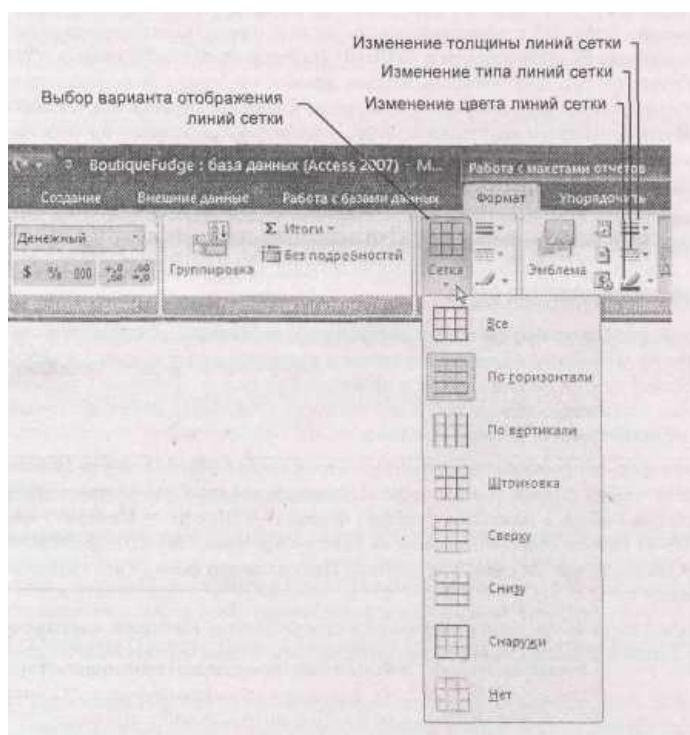 Изменение толщины линий сетки
Изменение типа линий сетки
Выбор варианта отображения
линий сетки
Изменение цвета линий сетки
BoutiqueFudge : база данных (Access 2007) - M...
Работа с макетами отчетов
Создание Внешние данные Работа с базами данных Формат Упорядочить
Денежный
$ % 000
Группировка
Σ Итоги
Без подробностей
Сетка
Эмблема
Все
По горизонтали
По вертикали
Штриховка
Сверху
Снизу
Снаружи
Нет